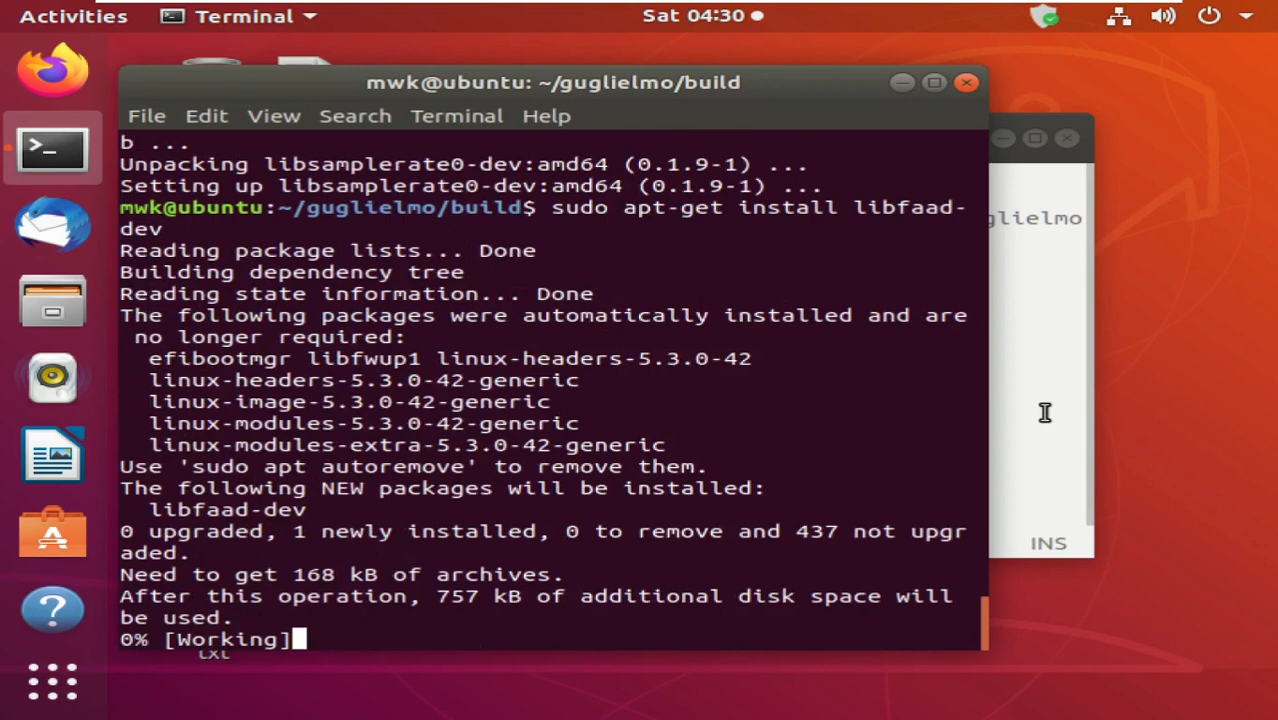 Activities
Terminal
Sat 04:30
mwk@ubuntu: ~/guglielmo/build
File Edit View Search Terminal Help
b ...
Unpacking libsamplerate0-dev:amd64 (0.1.9-1) ...
Setting up libsamplerate0-dev:amd64 (0.1.9-1) ...
mwk@ubuntu:~/guglielmo/build$ sudo apt-get install libfaad-
dev
Reading package lists... Done
Building dependency tree
Reading state information... Done
The following packages were automatically installed and are
 no longer required:
  efibootmgr libfwup1 linux-headers-5.3.0-42
  linux-headers-5.3.0-42-generic
  linux-image-5.3.0-42-generic
  linux-modules-5.3.0-42-generic
  linux-modules-extra-5.3.0-42-generic
Use 'sudo apt autoremove' to remove them.
The following NEW packages will be installed:
  libfaad-dev
0 upgraded, 1 newly installed, 0 to remove and 437 not upgr
aded.
Need to get 168 kB of archives.
After this operation, 757 kB of additional disk space will
be used.
0% [Working]
glielmo
INS
txt